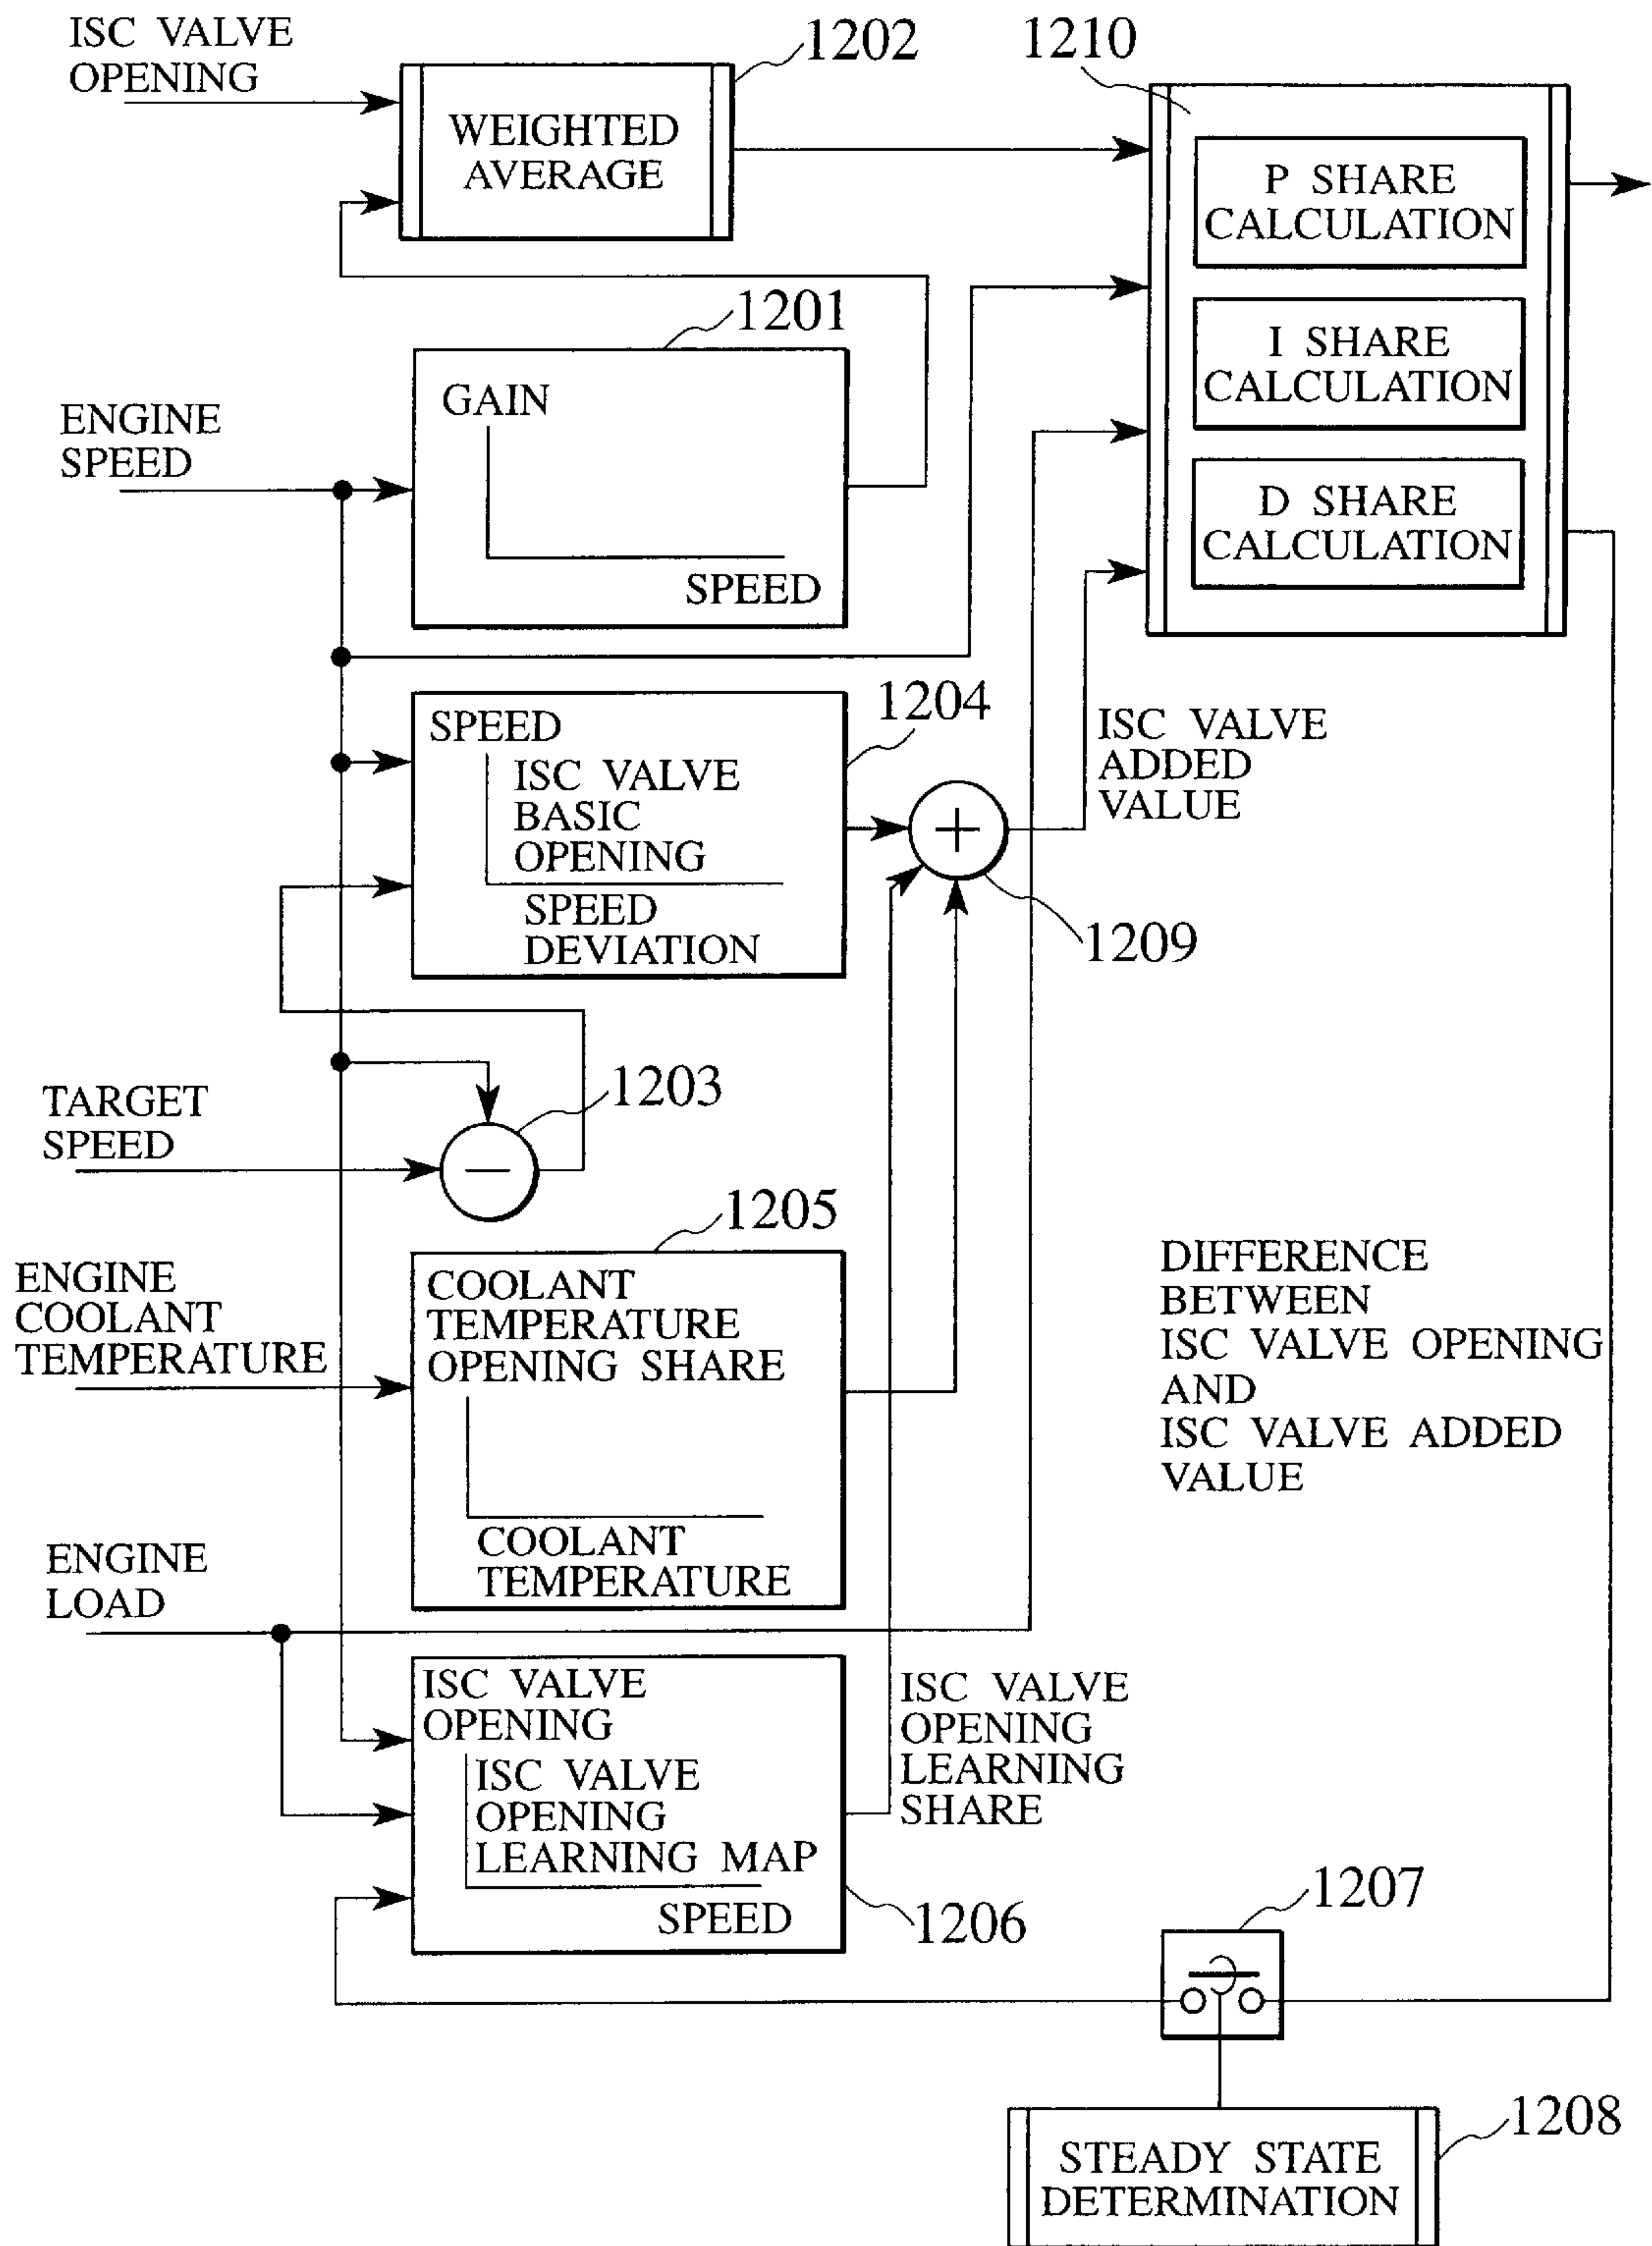 ISC VALVE
OPENING
1202
1210
WEIGHTED
AVERAGE
P SHARE
CALCULATION
I SHARE
CALCULATION
D SHARE
CALCULATION
1201
GAIN
SPEED
ENGINE
SPEED
1204
SPEED
ISC VALVE
BASIC
OPENING
SPEED
DEVIATION
ISC VALVE
ADDED
VALUE
1209
TARGET
SPEED
1203
1205
ENGINE
COOLANT
TEMPERATURE
COOLANT
TEMPERATURE
OPENING SHARE
COOLANT
TEMPERATURE
DIFFERENCE
BETWEEN
ISC VALVE OPENING
AND
ISC VALVE ADDED
VALUE
ENGINE
LOAD
ISC VALVE
OPENING
ISC VALVE
OPENING
LEARNING MAP
SPEED
ISC VALVE
OPENING
LEARNING
SHARE
1206
1207
1208
STEADY STATE
DETERMINATION